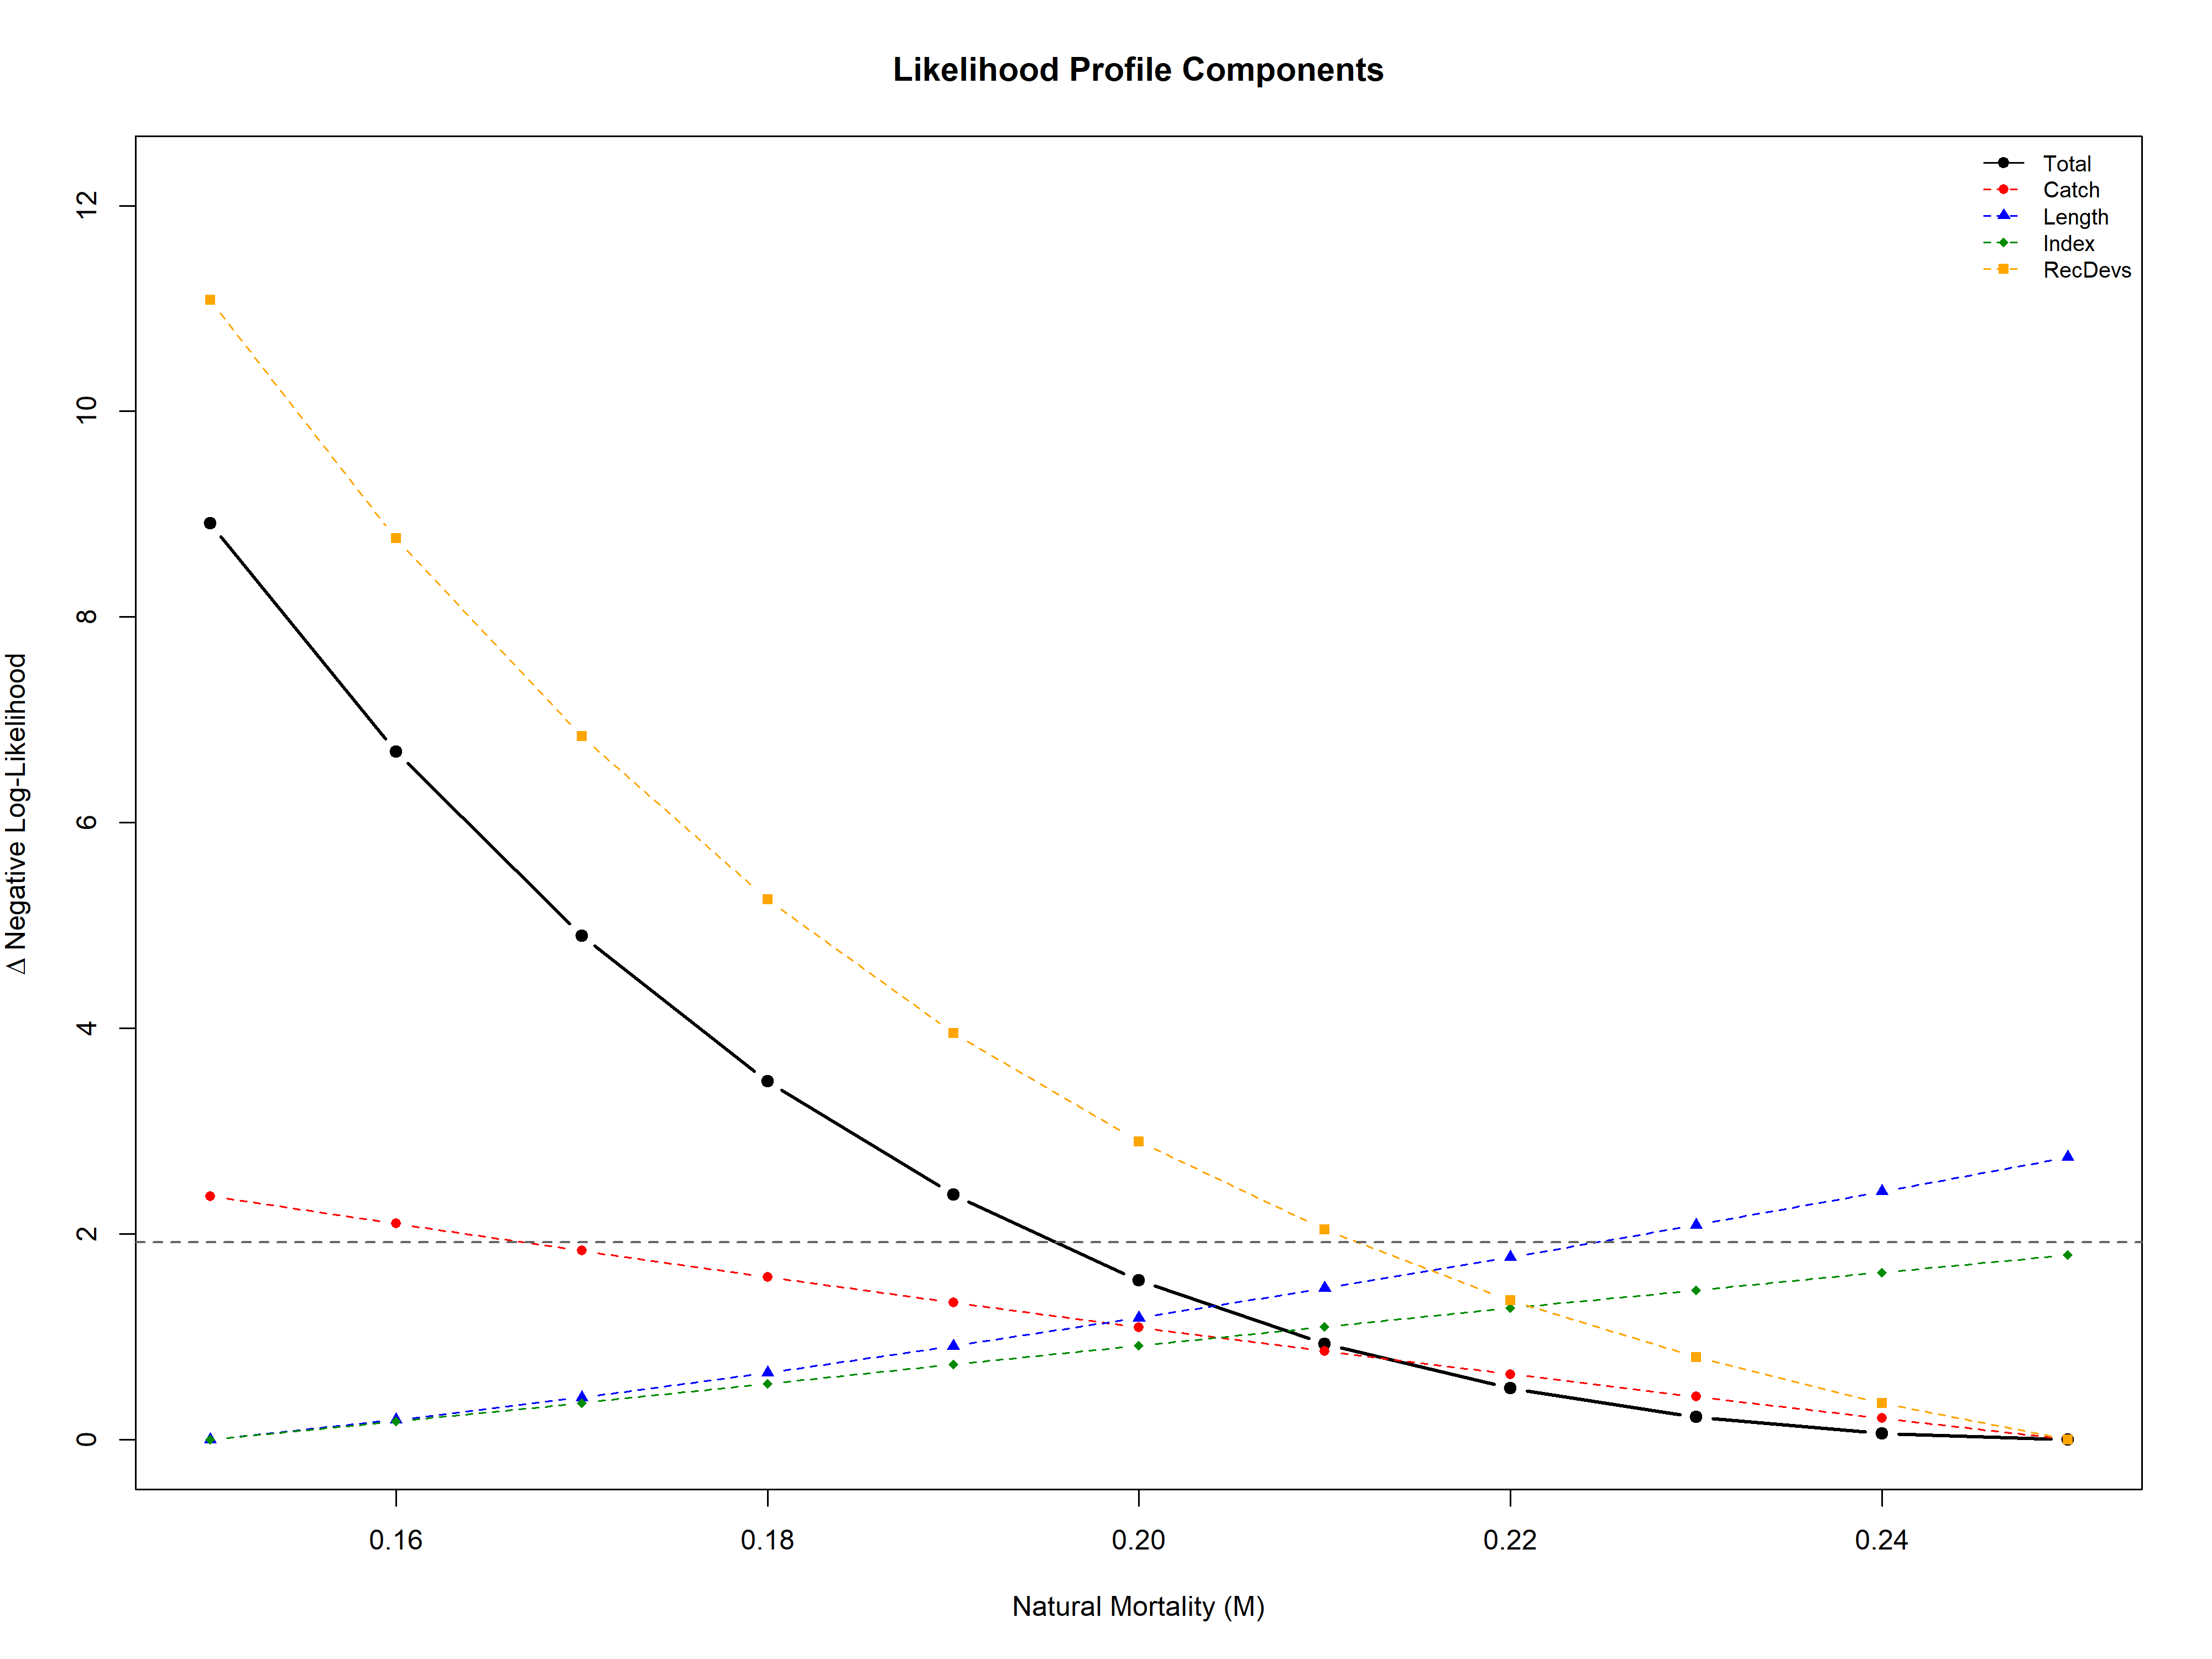 Likelihood Profile Components
Total
Catch
Length
Index
RecDevs
12
10
8
6
4
2
0
Δ Negative Log-Likelihood
0.16 0.18 0.20 0.22 0.24
Natural Mortality (M)